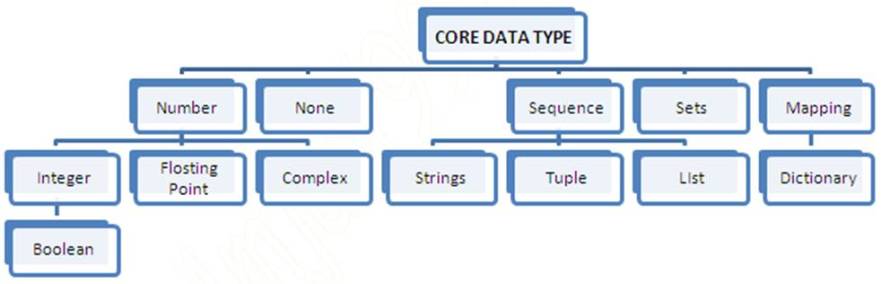 CORE DATA TYPE
Number
None
Sequence
Sets
Mapping
Integer
Flosting
Point
Complex
Strings
Tuple
LIst
Dictionary
Boolean